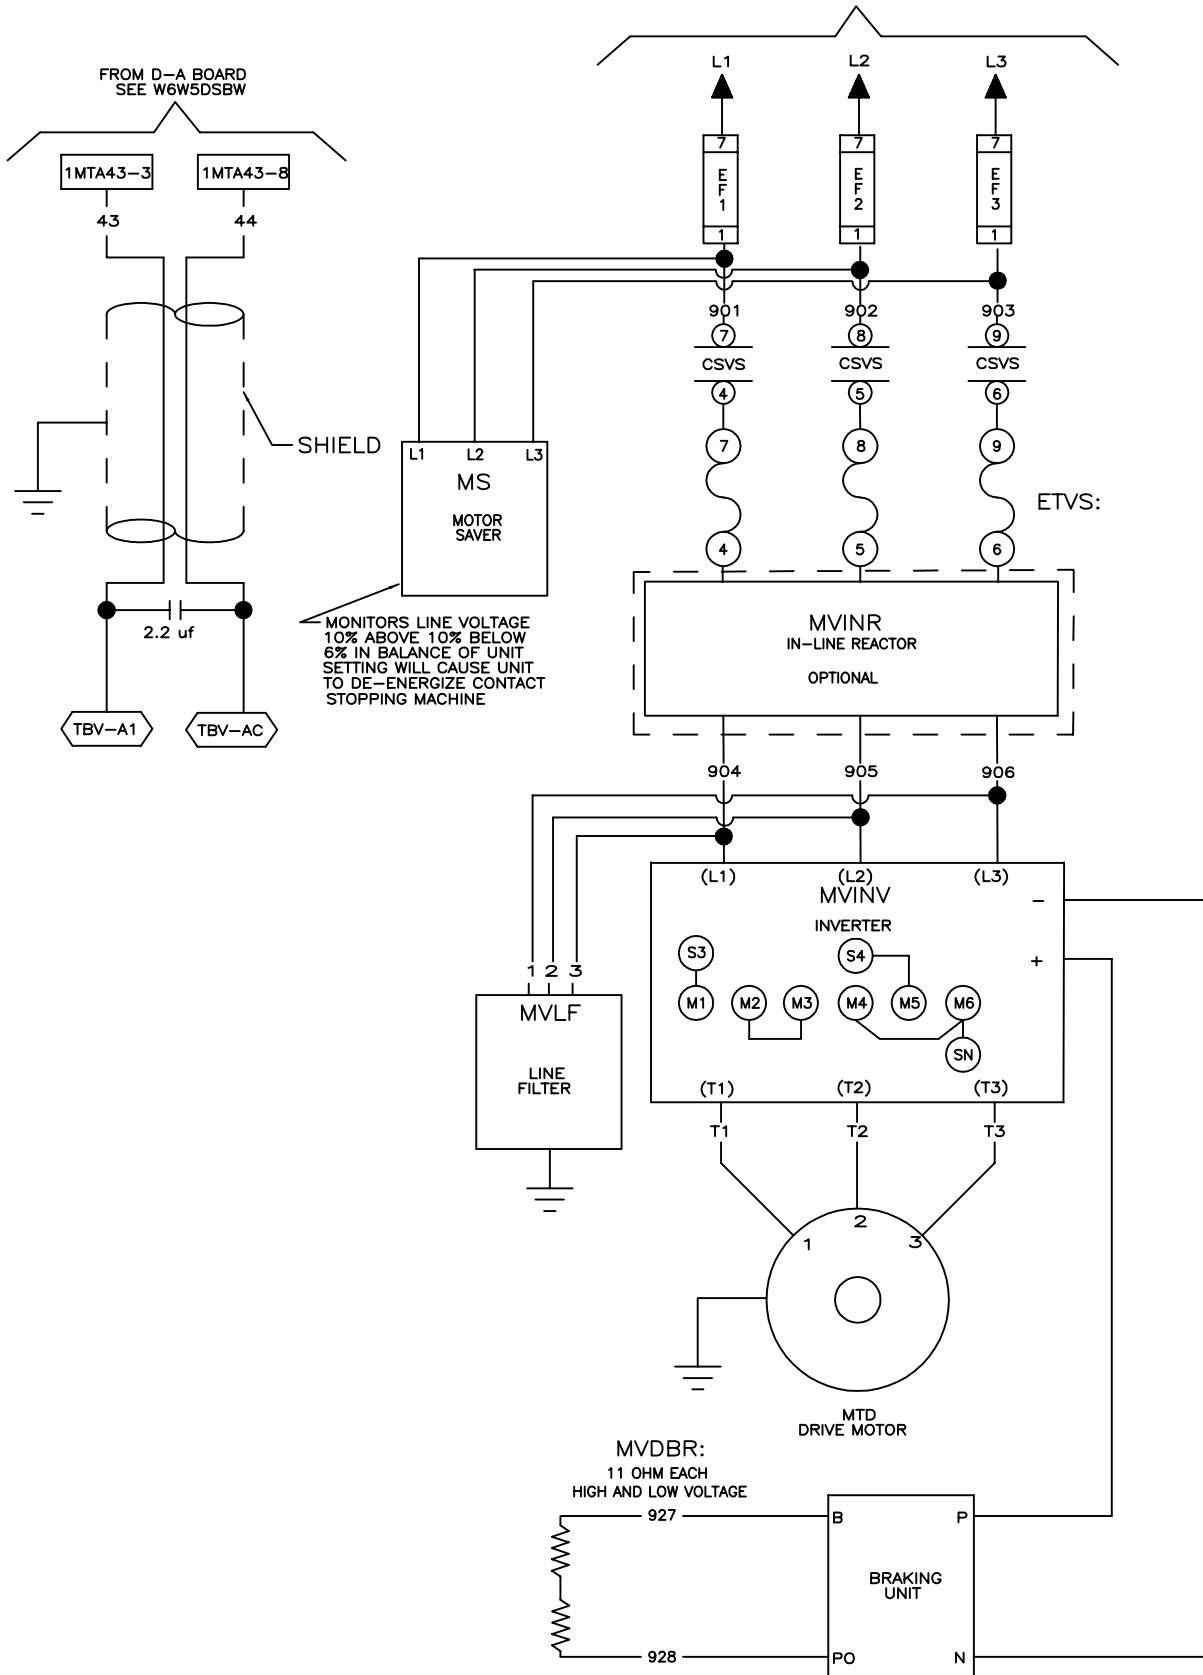 FROM D-A BOARD
SEE W6W5DSBW
1MTA43-3
1MTA43-8
43
44
SHIELD
2.2 uf
TBV-A1
TBV-AC
L1
L2
L3
7
7
7
EF1
EF2
EF3
1
1
1
901
902
903
7
8
9
CSVS
CSVS
CSVS
4
5
6
7
8
9
ETVS:
4
5
6
L1
L2
L3
MS
MOTOR
SAVER
MONITORS LINE VOLTAGE
10% ABOVE 10% BELOW
6% IN BALANCE OF UNIT
SETTING WILL CAUSE UNIT
TO DE-ENERGIZE CONTACT
STOPPING MACHINE
MVINR
IN-LINE REACTOR
OPTIONAL
904
905
906
(L1)
(L2)
(L3)
MVINV
INVERTER
-
+
S3
S4
M1
M2
M3
M4
M5
M6
SN
(T1)
(T2)
(T3)
1
2
3
MVLF
LINE
FILTER
T1
T2
T3
1
2
3
MTD
DRIVE MOTOR
MVDBR:
11 OHM EACH
HIGH AND LOW VOLTAGE
927
B
P
BRAKING
UNIT
928
PO
N